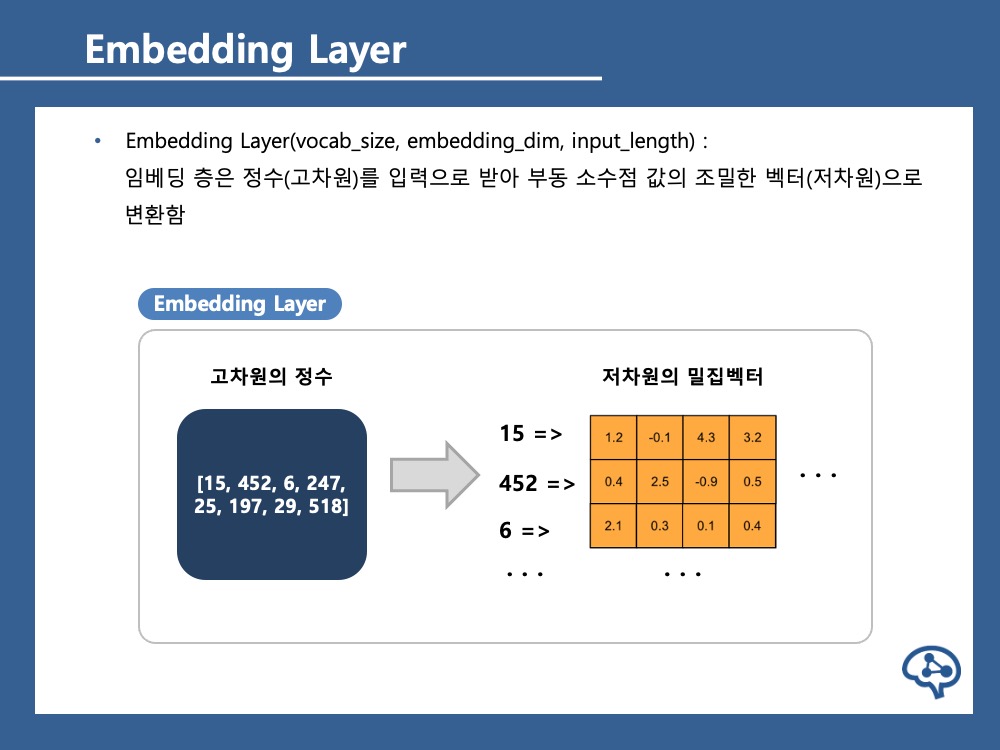 Embedding Layer
• Embedding Layer(vocab_size, embedding_dim, input_length) :
임베딩 층은 정수(고차원)를 입력으로 받아 부동 소수점 값의 조밀한 벡터(저차원)으로
변환함
Embedding Layer
고차원의 정수
저차원의 밀집벡터
[15, 452, 6, 247,
25, 197, 29, 518]
15 => 1.2 -0.1 4.3 3.2
452 => 0.4 2.5 -0.9 0.5 . . .
6 => 2.1 0.3 0.1 0.4
. . . . . .